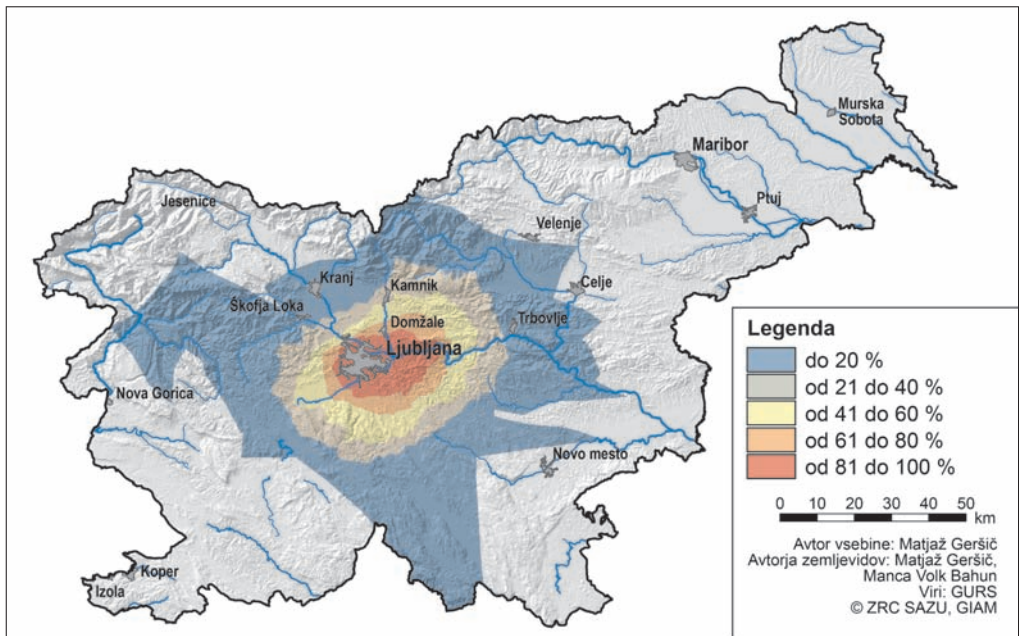 Murska
Sobota
Maribor
Ptuj
Jesenice
Velenje
Kranj
Kamnik
Celje
Škofja Loka
Domžale
Trbovlje
Ljubljana
Nova Gorica
Novo mesto
Koper
Izola
Legenda
do 20 %
od 21 do 40 %
od 41 do 60 %
od 61 do 80 %
od 81 do 100 %
0 10 20 30 40 50
km
Avtor vsebine: Matjaž Geršič
Avtorja zemljevidov: Matjaž Geršič,
Manca Volk Bahun
Viri: GURS
© ZRC SAZU, GIAM